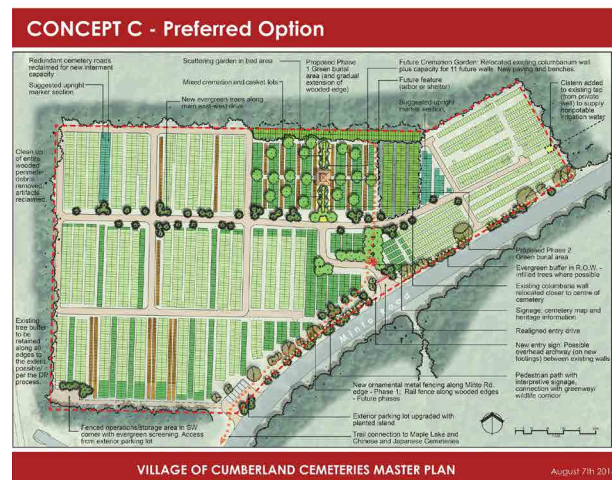 CONCEPT C - Preferred Option
Redundant cemetery roads
reclaimed for new interment
capacity
Suggested upright
marker section
Scattering garden in bed area
Mixed cremation and casket lots
New evergreen trees along
main east-west drive
Proposed Phase
1 Green burial
area (and gradual
extension of
wooded edge)
Future Cremation Garden: Relocated existing columbarium wall
plus capacity for 11 future walls. New paving and benches.
Future feature
(arbor or shelter)
Suggested upright
marker section,
Cistern added
to existing tap
(from private
well) to supply
nonpotable
irrigation water
Clean up
of entire
wooded
perimeter
debris
removed,
artifacts
reclaimed.
Existing
tree buffer
to be
retained
along all
edges to
the extent
possible/
per the DP
process.
Proposed Phase 2
Green burial area
Evergreen buffer in R.O.W. -
infilled trees where possible
Existing columbaria wall
relocated closer to centre of
cemetery
Signage: cemetery map and
heritage information
Realigned entry drive
New entry sign: Possible
overhead archway (on new
footings) between existing walls
Pedestrian path with
interpretive signage,
connection with greenway/
wildlife corridor
Minto Road
New ornamental metal fencing along Minto Rd.
edge - Phase 1; Rail fence along wooded edges
- Future phases
Exterior parking lot upgraded with
planted island
Trail connection to Maple Lake and
Chinese and Japanese Cemeteries
Fenced operations/storage area in SW
corner with evergreen screening. Access
from exterior parking lot
VILLAGE OF CUMBERLAND CEMETERIES MASTER PLAN
August 7th 201